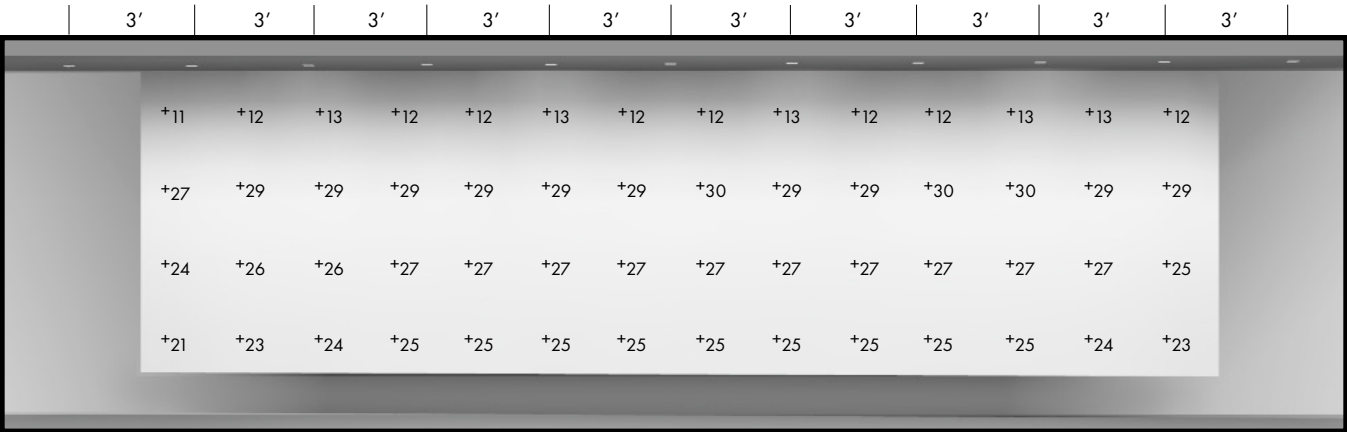 3′ 3′ 3′ 3′ 3′ 3′ 3′ 3′ 3′ 3′
+11 +12 +13 +12 +12 +13 +12 +12 +13 +12 +12 +13 +13 +12
+27 +29 +29 +29 +29 +29 +29 +30 +29 +29 +30 +30 +29 +29
+24 +26 +26 +27 +27 +27 +27 +27 +27 +27 +27 +27 +27 +25
+21 +23 +24 +25 +25 +25 +25 +25 +25 +25 +25 +25 +24 +23